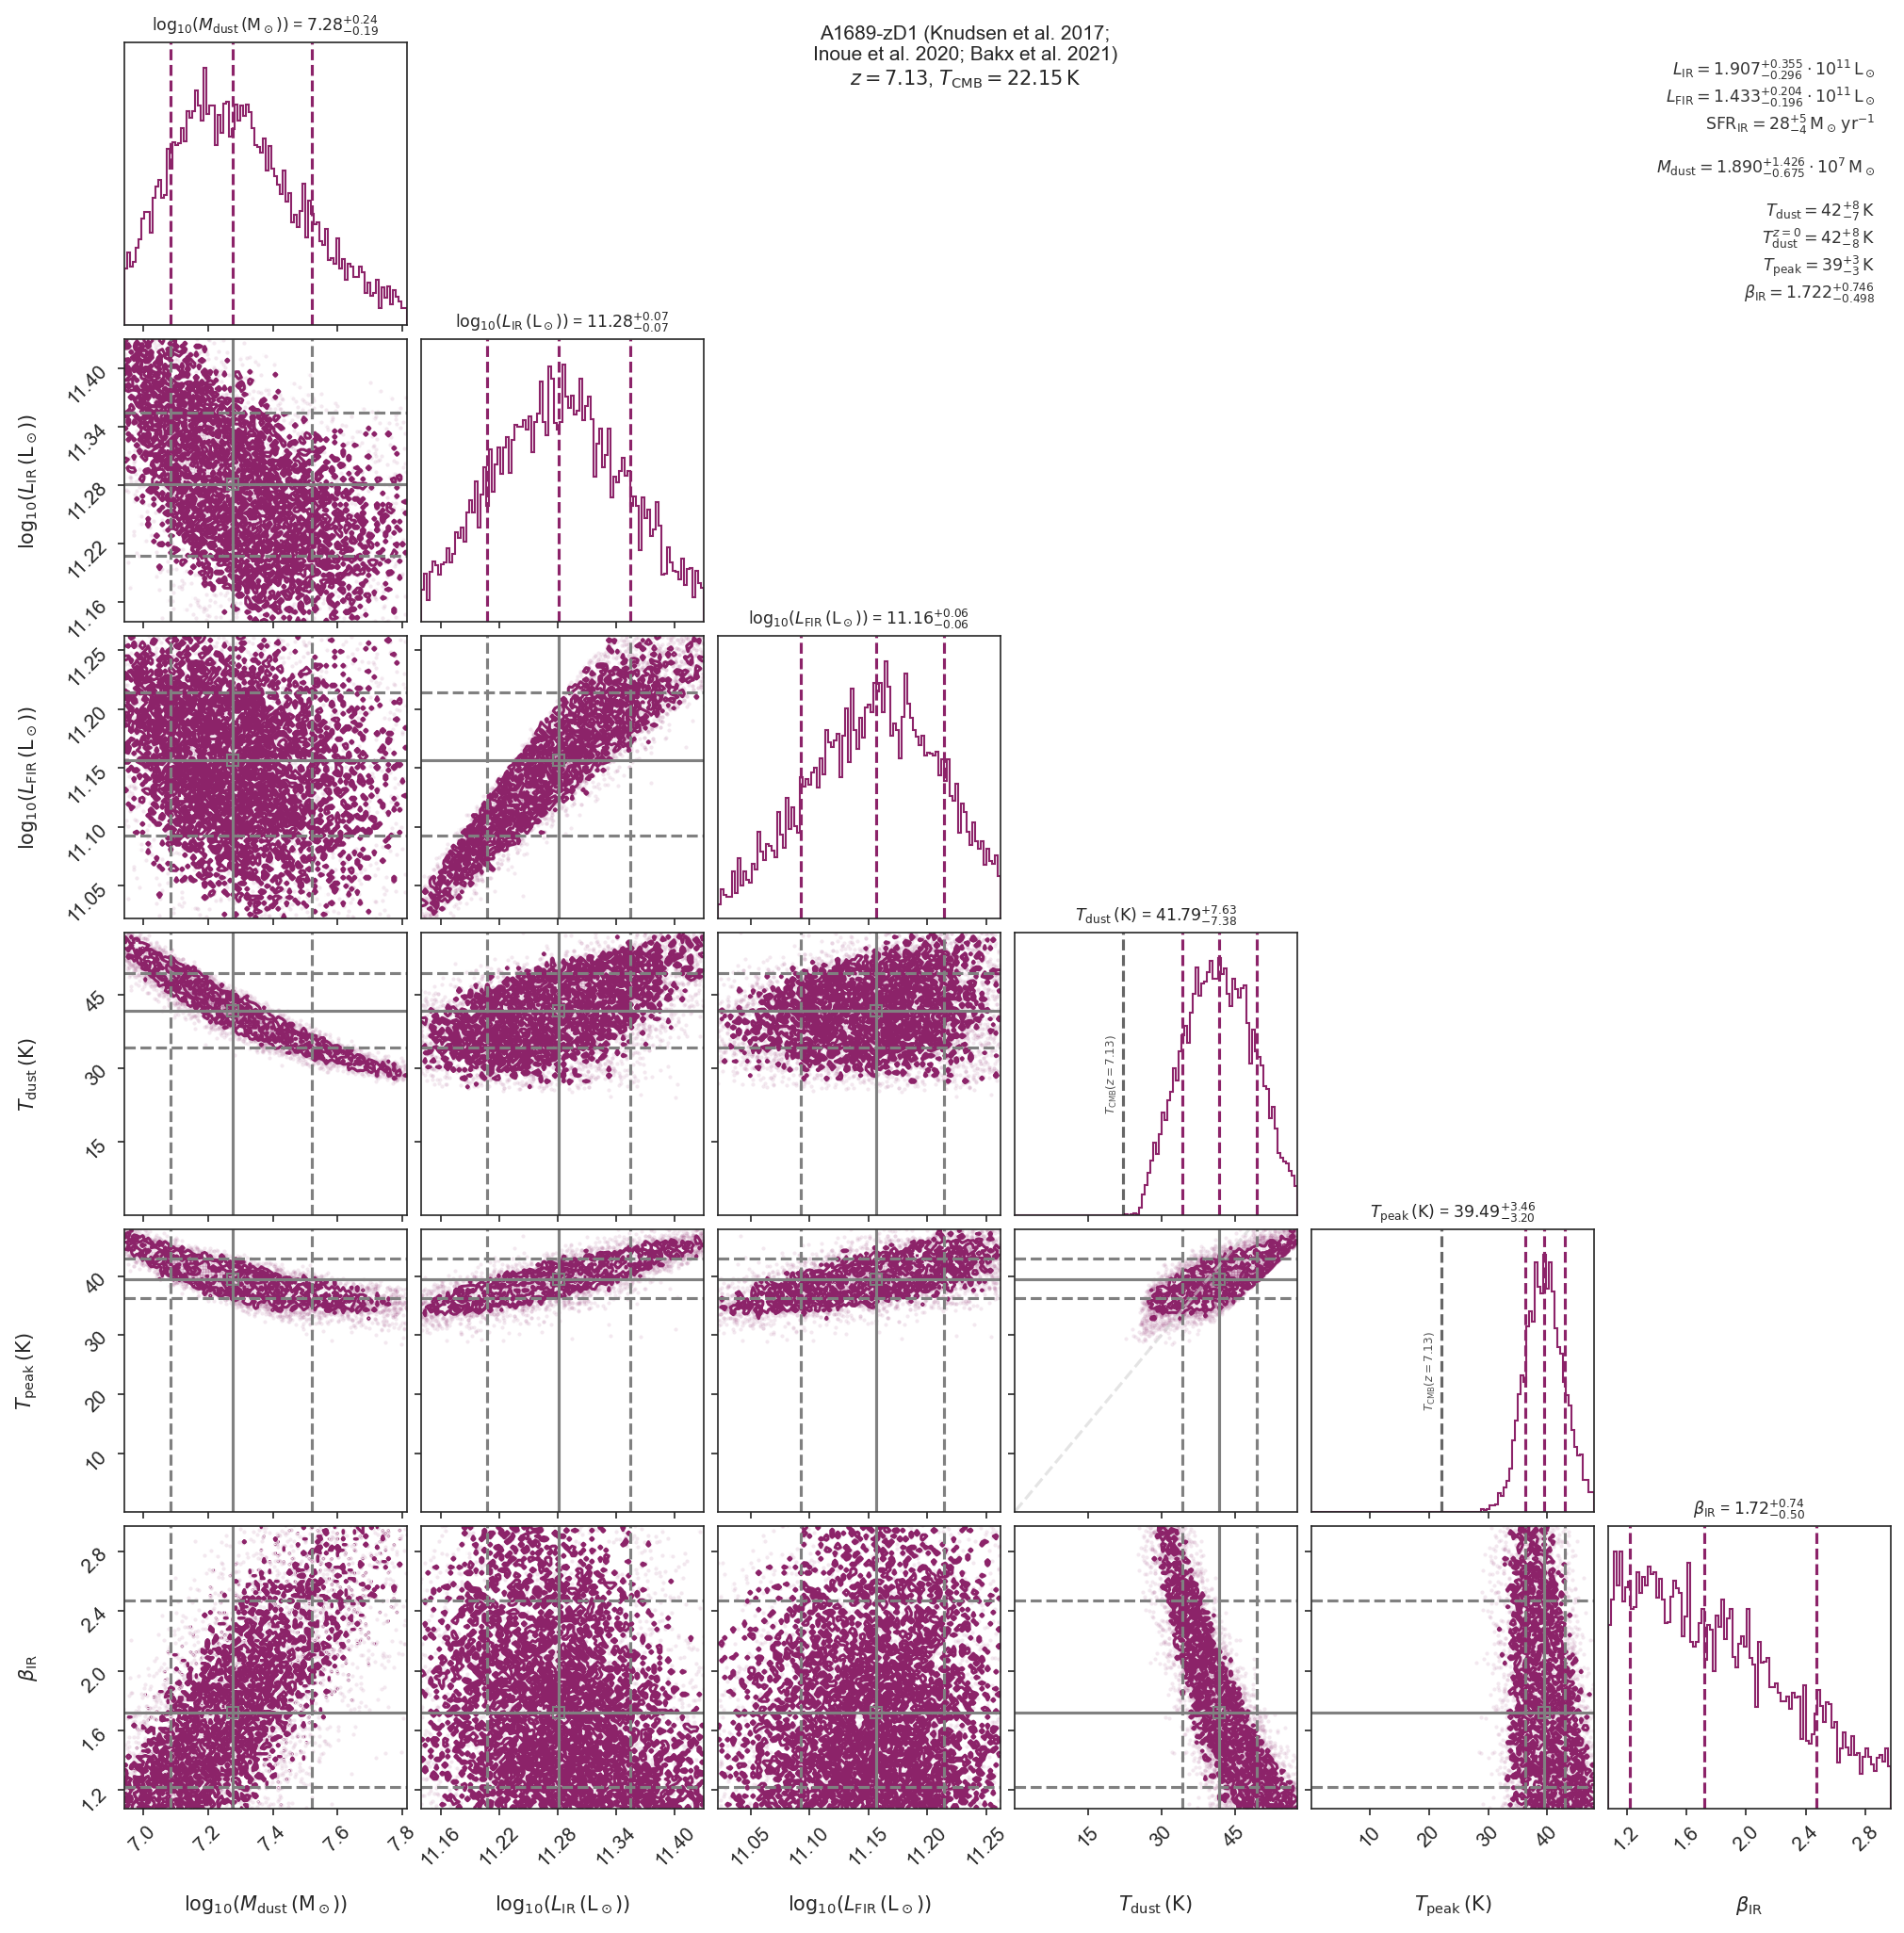 log₁₀(M_dust (M_⊙)) = 7.28^{+0.24}_{−0.19}
A1689-zD1 (Knudsen et al. 2017;
Inoue et al. 2020; Bakx et al. 2021)
z = 7.13, T_CMB = 22.15 K
L_IR = 1.907^{+0.355}_{−0.296} · 10¹¹ L_⊙
L_FIR = 1.433^{+0.204}_{−0.196} · 10¹¹ L_⊙
SFR_IR = 28^{+5}_{−4} M_⊙ yr⁻¹
M_dust = 1.890^{+1.426}_{−0.675} · 10⁷ M_⊙
T_dust = 42^{+8}_{−7} K
T_dust^{z=0} = 42^{+8}_{−8} K
T_peak = 39^{+3}_{−3} K
β_IR = 1.722^{+0.746}_{−0.498}
log₁₀(L_IR (L_⊙)) = 11.28^{+0.07}_{−0.07}
log₁₀(L_IR (L_⊙))
11.40
11.34
11.28
11.22
11.16
log₁₀(L_FIR (L_⊙)) = 11.16^{+0.06}_{−0.06}
log₁₀(L_FIR (L_⊙))
11.25
11.20
11.15
11.10
11.05
T_dust (K) = 41.79^{+7.63}_{−7.38}
T_dust (K)
45
30
15
T_CMB(z = 7.13)
T_peak (K) = 39.49^{+3.46}_{−3.20}
T_peak (K)
40
30
20
10
T_CMB(z = 7.13)
β_IR = 1.72^{+0.74}_{−0.50}
β_IR
2.8
2.4
2.0
1.6
1.2
7.0 7.2 7.4 7.6 7.8
11.16 11.22 11.28 11.34 11.40
11.05 11.10 11.15 11.20 11.25
15 30 45
10 20 30 40
1.2 1.6 2.0 2.4 2.8
log₁₀(M_dust (M_⊙))
log₁₀(L_IR (L_⊙))
log₁₀(L_FIR (L_⊙))
T_dust (K)
T_peak (K)
β_IR